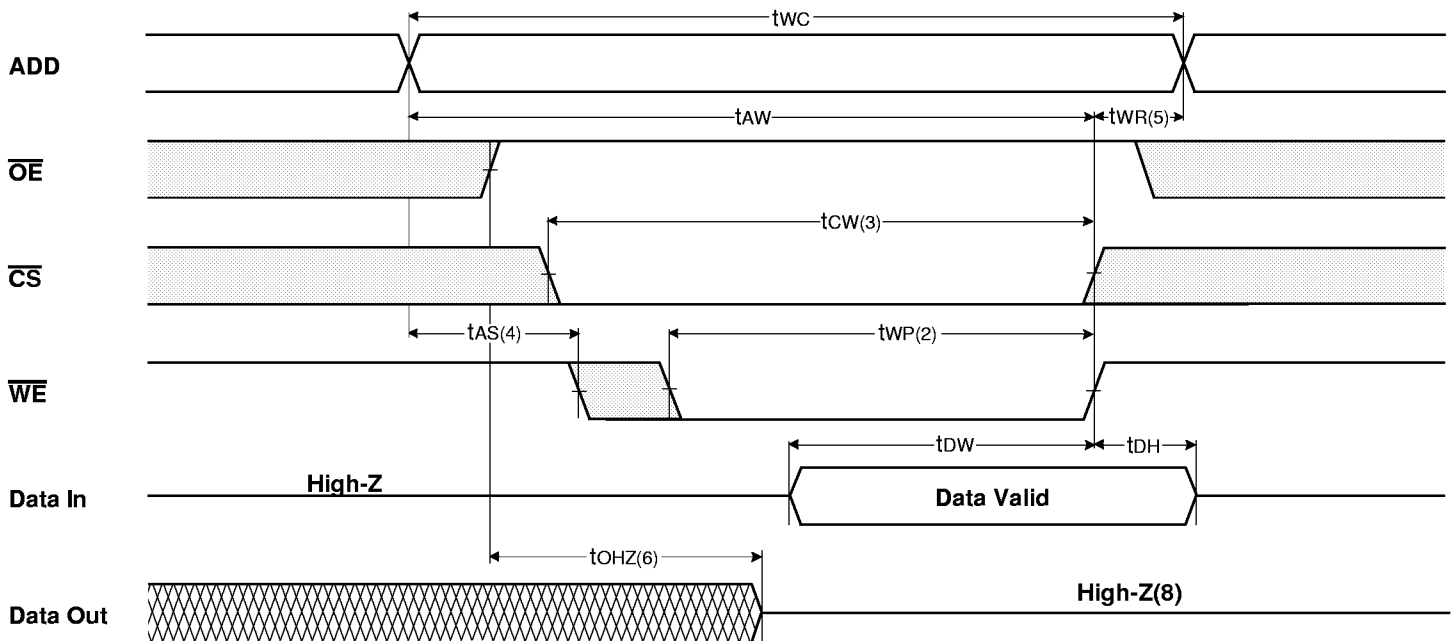 tWC
ADD
tAW
tWR(5)
OE
tCW(3)
CS
tAS(4)
tWP(2)
WE
tDW
tDH
High-Z
Data In
Data Valid
tOHZ(6)
High-Z(8)
Data Out